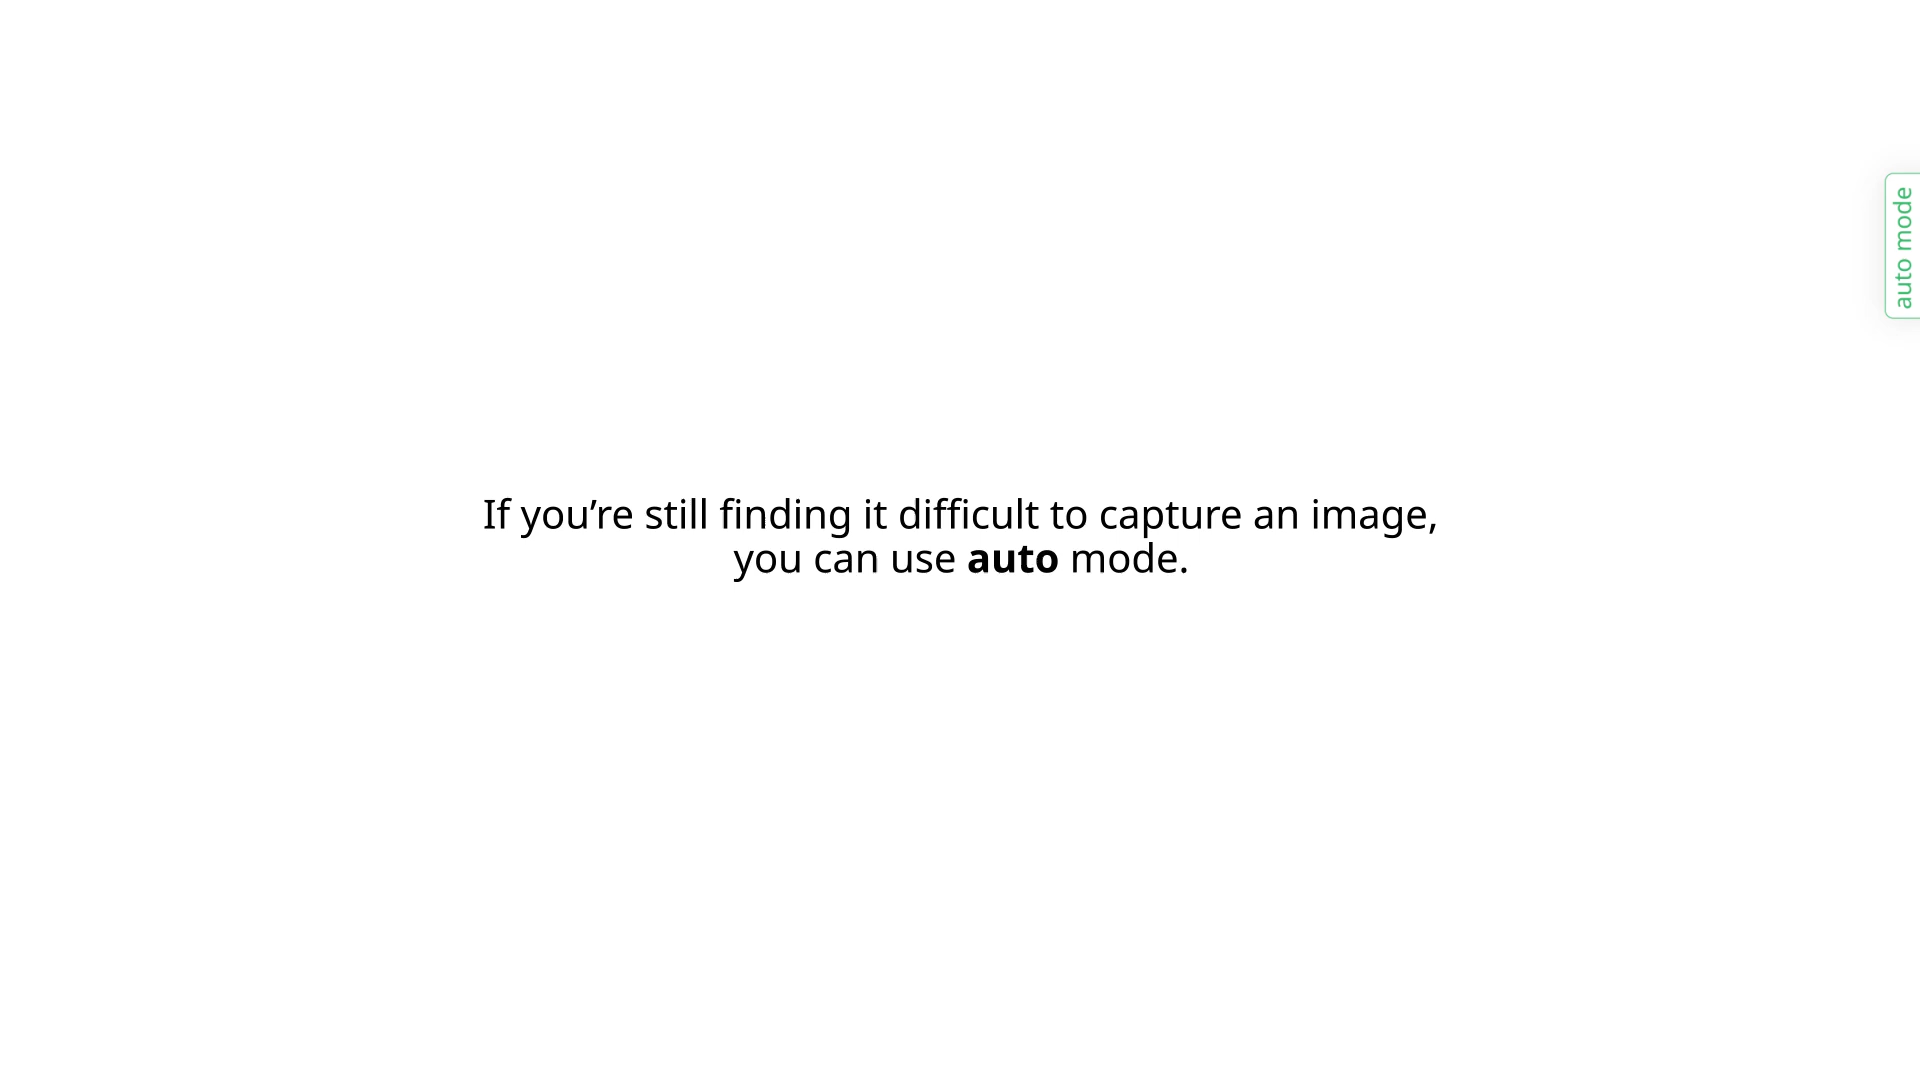 auto mode
If you’re still finding it difficult to capture an image,
you can use auto mode.